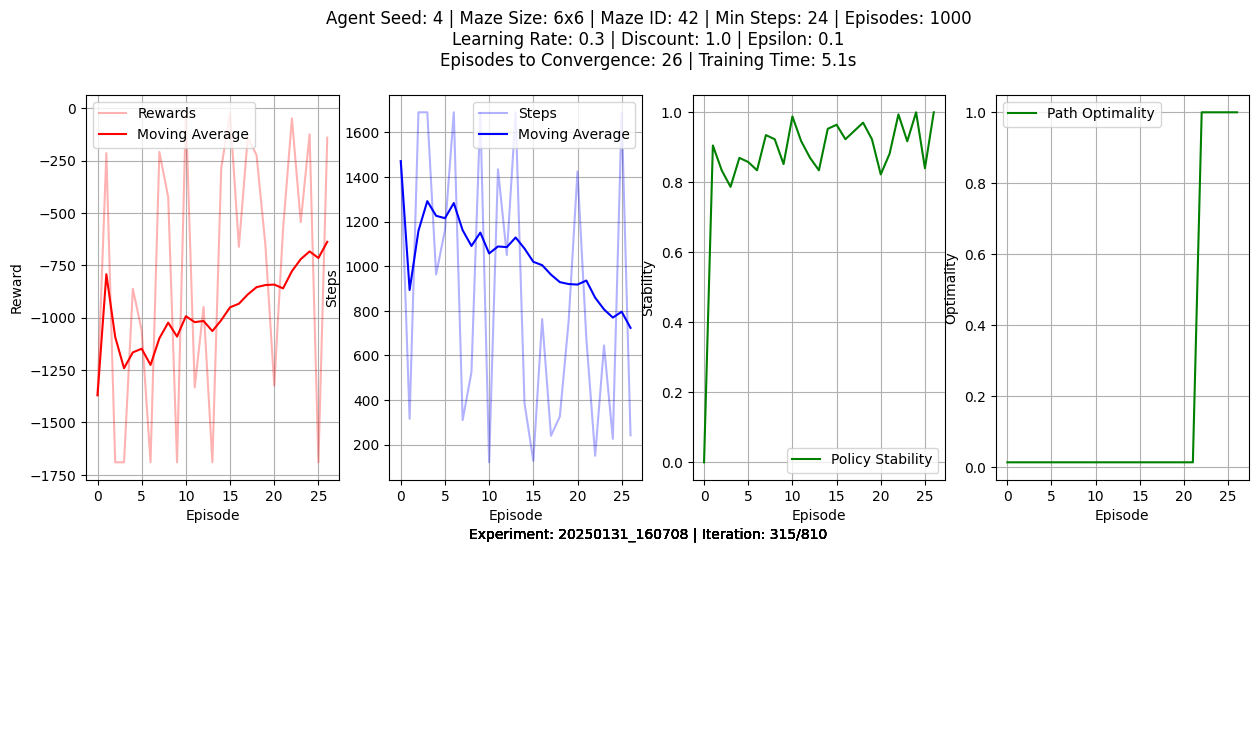 Agent Seed: 4 | Maze Size: 6x6 | Maze ID: 42 | Min Steps: 24 | Episodes: 1000
Learning Rate: 0.3 | Discount: 1.0 | Epsilon: 0.1
Episodes to Convergence: 26 | Training Time: 5.1s
Rewards
Moving Average
0
−250
−500
−750
−1000
−1250
−1500
−1750
Reward
0 5 10 15 20 25
Episode
Steps
Moving Average
1600
1400
1200
1000
800
600
400
200
Steps
0 5 10 15 20 25
Episode
1.0
0.8
0.6
0.4
0.2
0.0
Stability
Policy Stability
0 5 10 15 20 25
Episode
Path Optimality
1.0
0.8
0.6
0.4
0.2
0.0
Optimality
0 5 10 15 20 25
Episode
Experiment: 20250131_160708 | Iteration: 315/810